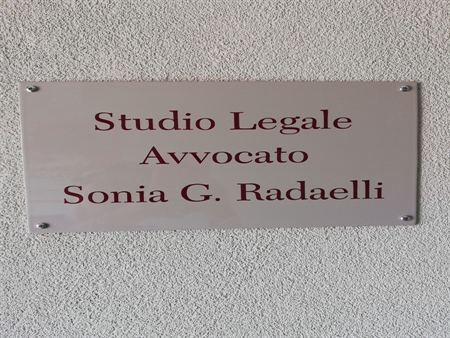 Studio Legale
Avvocato
Sonia G. Radaelli